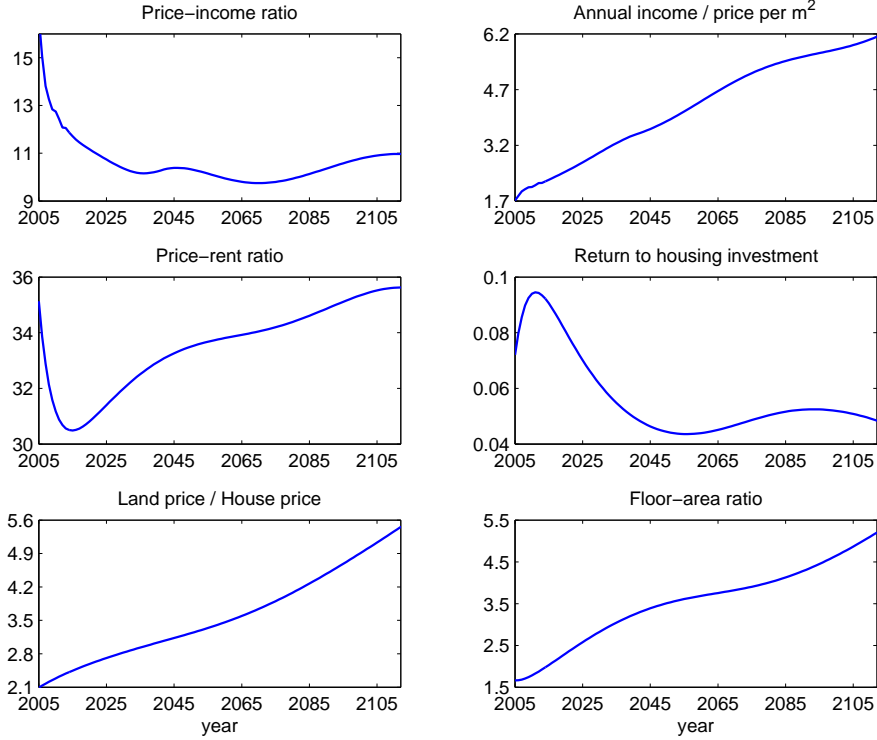 Price−income ratio
15
13
11
9
2005 2025 2045 2065 2085 2105
Annual income / price per m²
6.2
4.7
3.2
1.7
2005 2025 2045 2065 2085 2105
Price−rent ratio
36
34
32
30
2005 2025 2045 2065 2085 2105
Return to housing investment
0.1
0.08
0.06
0.04
2005 2025 2045 2065 2085 2105
Land price / House price
5.6
4.9
4.2
3.5
2.8
2.1
2005 2025 2045 2065 2085 2105
year
Floor−area ratio
5.5
4.5
3.5
2.5
1.5
2005 2025 2045 2065 2085 2105
year